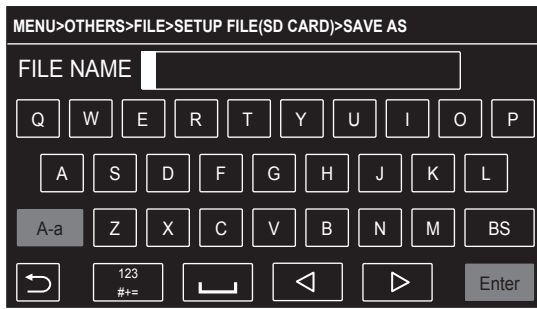 MENU>OTHERS>FILE>SETUP FILE(SD CARD)>SAVE AS
FILE NAME
Q W E R T Y U I O P
A S D F G H J K L
A-a Z X C V B N M BS
123
#+=
Enter